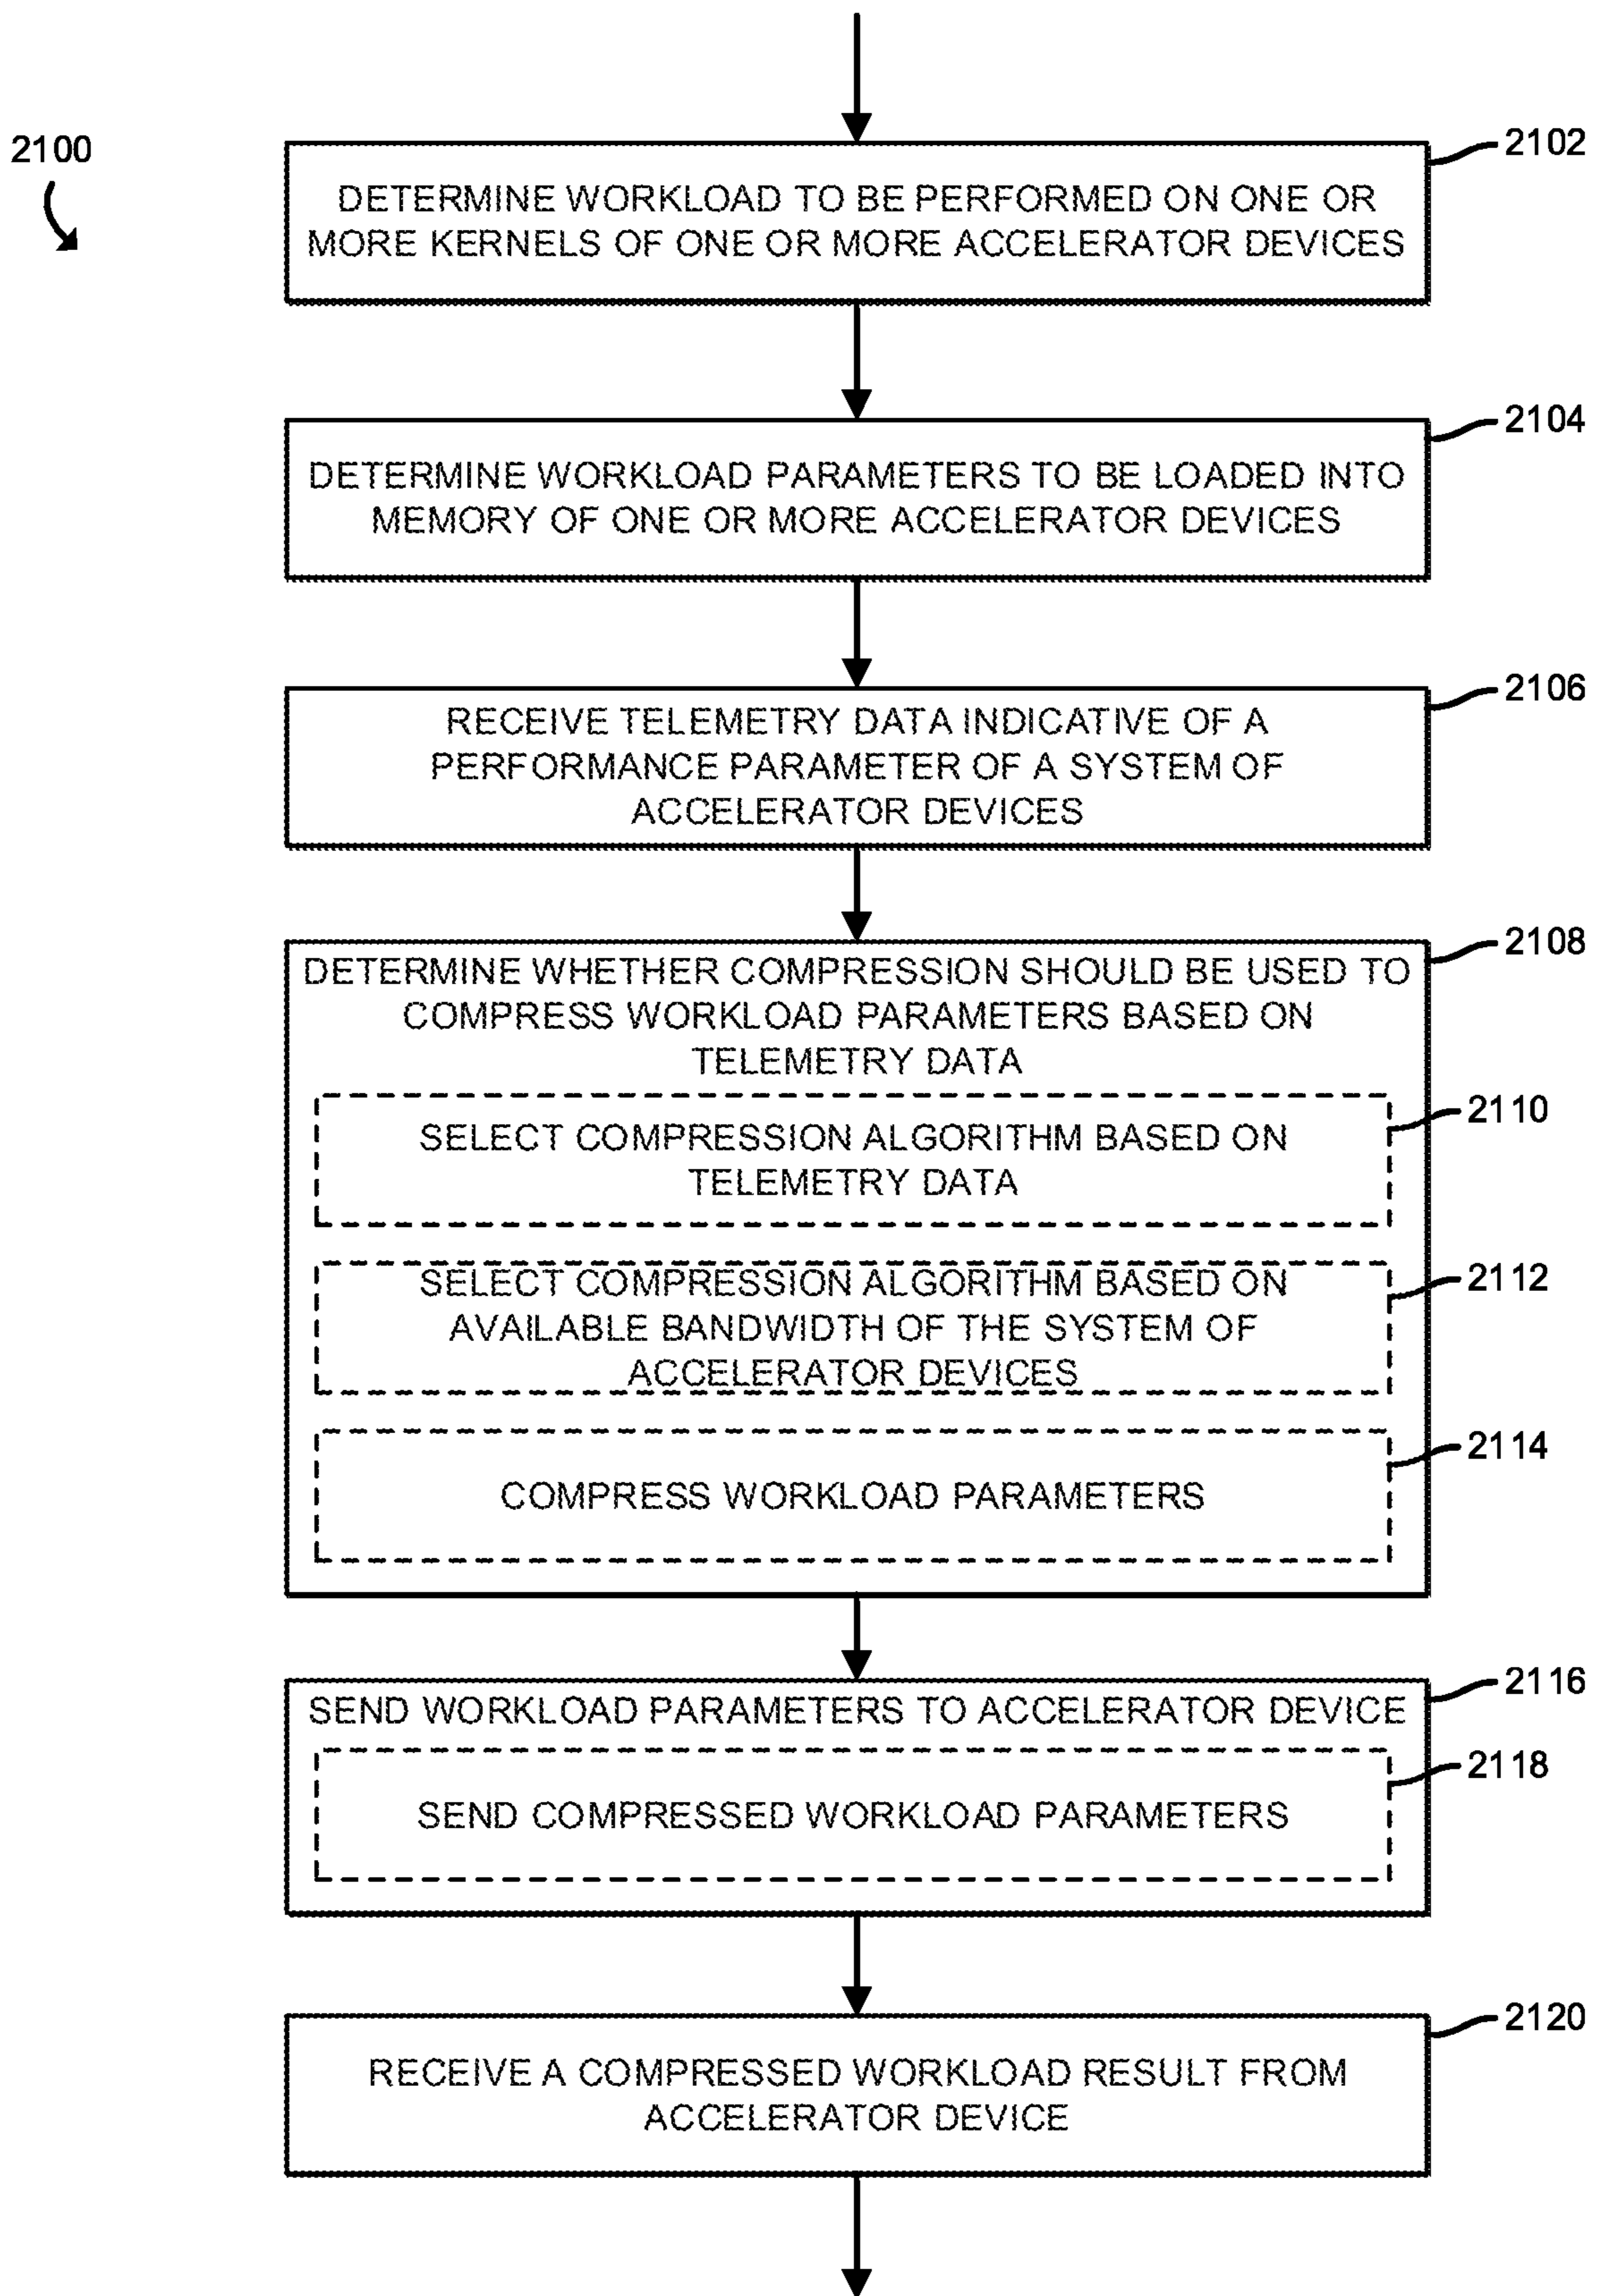 2100
2102
DETERMINE WORKLOAD TO BE PERFORMED ON ONE OR
MORE KERNELS OF ONE OR MORE ACCELERATOR DEVICES
2104
DETERMINE WORKLOAD PARAMETERS TO BE LOADED INTO
MEMORY OF ONE OR MORE ACCELERATOR DEVICES
2106
RECEIVE TELEMETRY DATA INDICATIVE OF A
PERFORMANCE PARAMETER OF A SYSTEM OF
ACCELERATOR DEVICES
2108
DETERMINE WHETHER COMPRESSION SHOULD BE USED TO
COMPRESS WORKLOAD PARAMETERS BASED ON
TELEMETRY DATA
2110
SELECT COMPRESSION ALGORITHM BASED ON
TELEMETRY DATA
2112
SELECT COMPRESSION ALGORITHM BASED ON
AVAILABLE BANDWIDTH OF THE SYSTEM OF
ACCELERATOR DEVICES
2114
COMPRESS WORKLOAD PARAMETERS
2116
SEND WORKLOAD PARAMETERS TO ACCELERATOR DEVICE
2118
SEND COMPRESSED WORKLOAD PARAMETERS
2120
RECEIVE A COMPRESSED WORKLOAD RESULT FROM
ACCELERATOR DEVICE